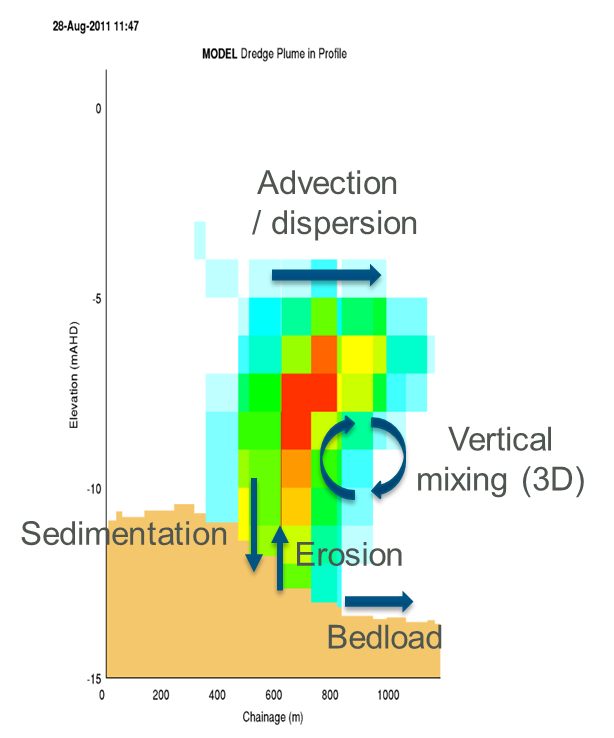 28-Aug-2011 11:47
MODEL Dredge Plume in Profile
0
Advection
/ dispersion
-5
Elevation (mAHD)
Vertical
mixing (3D)
-10
Sedimentation
Erosion
Bedload
-15
0 200 400 600 800 1000
Chainage (m)